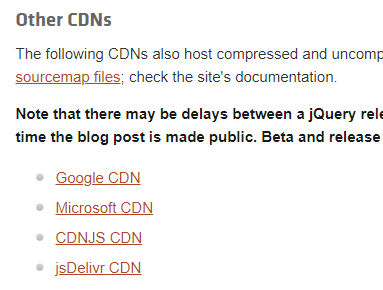 Other CDNs
The following CDNs also host compressed and uncomp
sourcemap files; check the site's documentation.
Note that there may be delays between a jQuery rele
time the blog post is made public. Beta and release
Google CDN
Microsoft CDN
CDNJS CDN
jsDelivr CDN